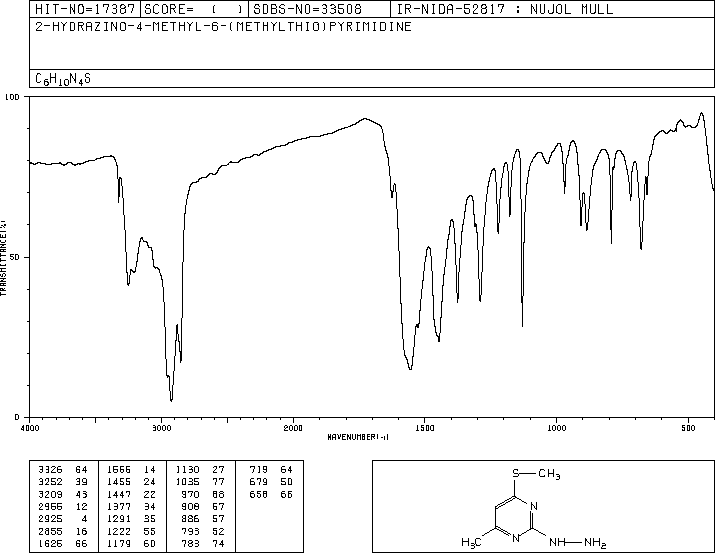 HIT-NO=17387 SCORE= ( ) SDBS-NO=33508 IR-NIDA-52817 : NUJOL MULL
2-HYDRAZINO-4-METHYL-6-(METHYLTHIO)PYRIMIDINE
C6H10N4S
100
50
0
TRANSMITTANCE(%)
4000 3000 2000 1500 1000 500
WAVENUMBER(-1)
3326 64 1566 14 1130 27 719 64
3252 39 1455 24 1035 77 679 50
3209 43 1447 22 970 68 658 66
2955 12 1377 34 908 57
2925 4 1291 35 886 57
2855 16 1222 55 793 52
1626 66 1179 60 783 74
S CH3
N
N
H3C NH NH2